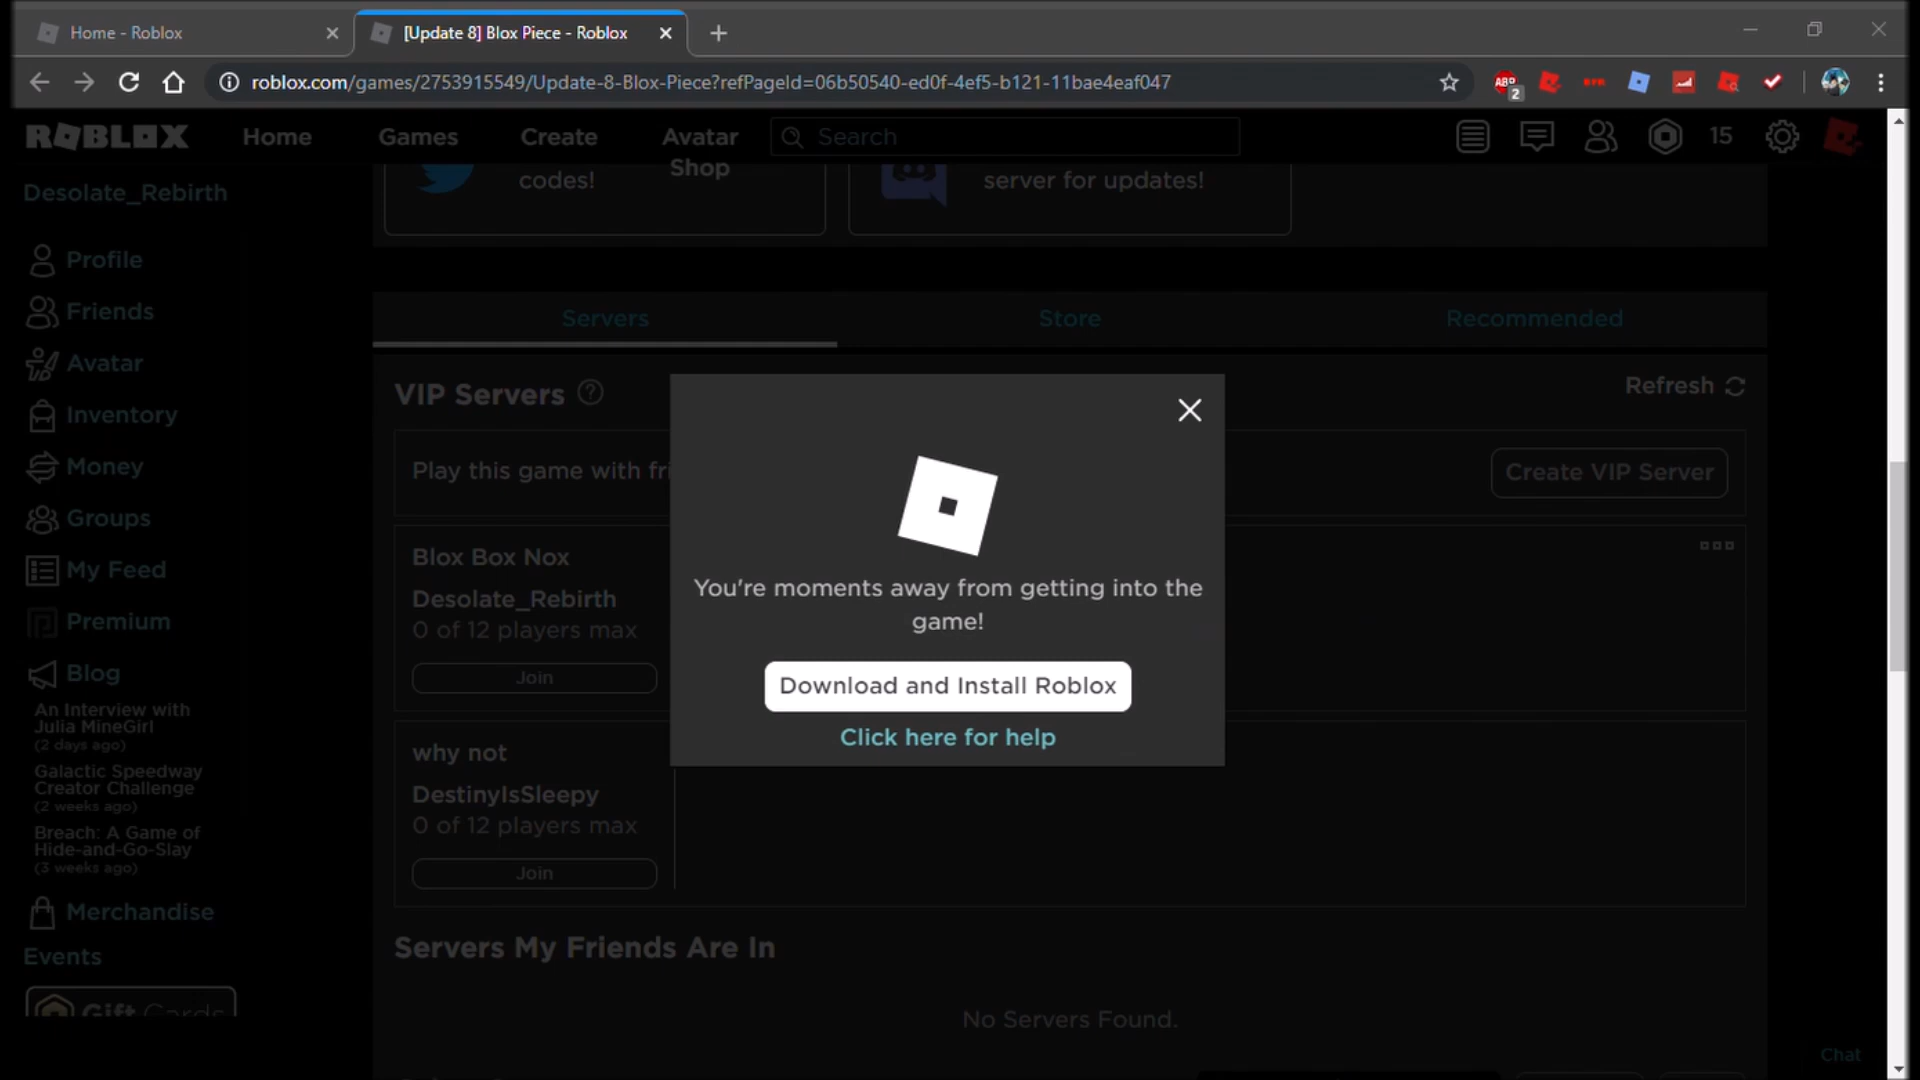 Home - Roblox
[Update 8] Blox Piece - Roblox
roblox.com/games/2753915549/Update-8-Blox-Piece?refPageId=06b50540-ed0f-4ef5-b121-11bae4eaf047
ABP
2
ROBLOX
Home
Games
Create
Avatar
Shop
Search
15
codes!
server for updates!
Desolate_Rebirth
Profile
Friends
Avatar
Inventory
Money
Groups
My Feed
Premium
Blog
An Interview with
Julia MineGirl
(2 days ago)
Galactic Speedway
Creator Challenge
(2 weeks ago)
Breach: A Game of
Hide-and-Go-Slay
(3 weeks ago)
Merchandise
Events
Gift Cards
Servers
Store
Recommended
VIP Servers
Refresh
Play this game with fri
Create VIP Server
Blox Box Nox
Desolate_Rebirth
0 of 12 players max
Join
why not
DestinyIsSleepy
0 of 12 players max
Join
You're moments away from getting into the
game!
Download and Install Roblox
Click here for help
Servers My Friends Are In
No Servers Found.
Chat